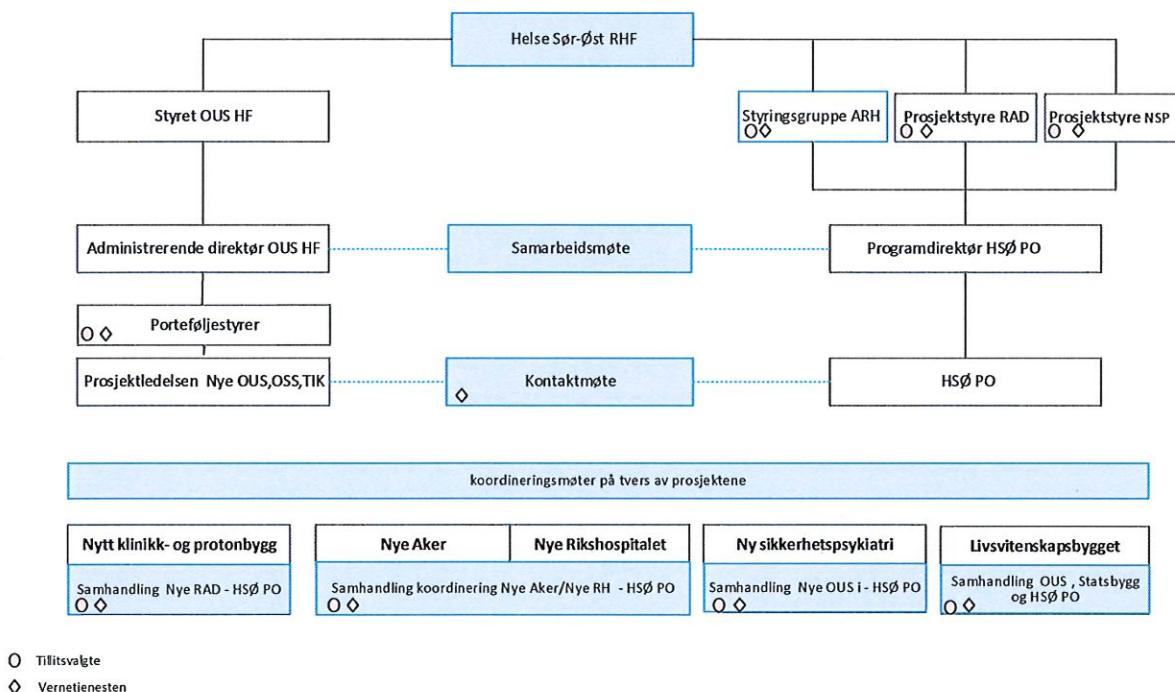 Helse Sør-Øst RHF
Styret OUS HF
Styringsgruppe ARH
Prosjektstyre RAD
Prosjektstyre NSP
Administrerende direktør OUS HF
Samarbeidsmøte
Programdirektør HSØ PO
Porteføljestyrer
Prosjektledelsen Nye OUS,OSS,TIK
Kontaktmøte
HSØ PO
koordineringsmøter på tvers av prosjektene
Nytt klinikk- og protonbygg
Nye Aker
Nye Rikshospitalet
Ny sikkerhetspsykiatri
Livsvitenskapsbygget
Samhandling Nye RAD - HSØ PO
Samhandling koordinering Nye Aker/Nye RH - HSØ PO
Samhandling Nye OUS i - HSØ PO
Samhandling OUS , Statsbygg
og HSØ PO
Tillitsvalgte
Vernetjenesten